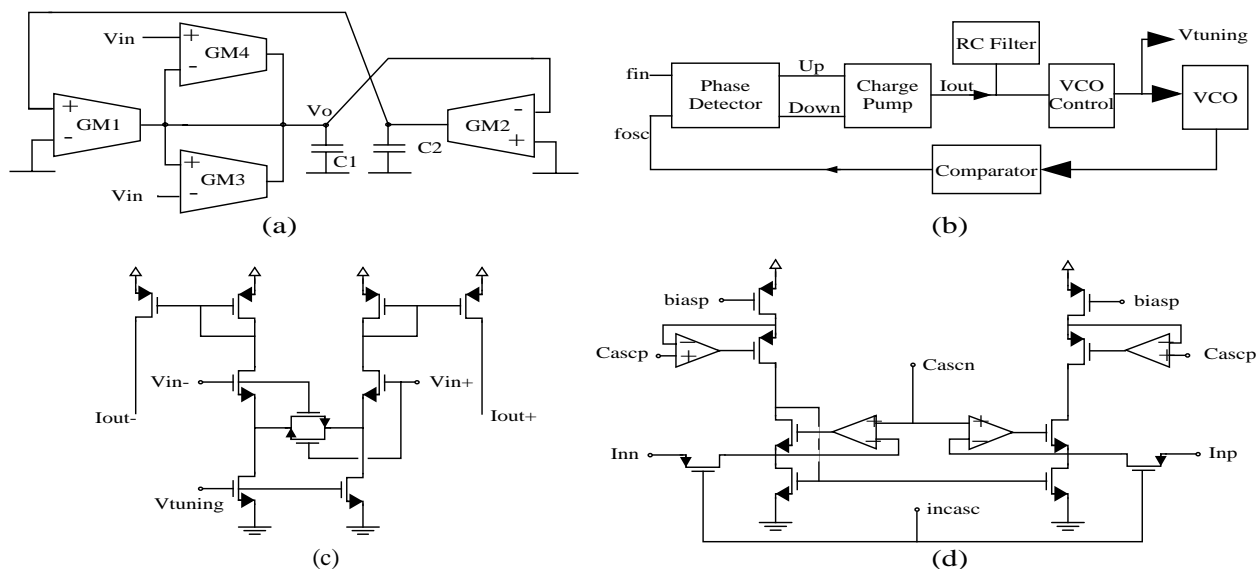 Vin
+
-
GM4
+
-
GM1
Vo
-
+
GM2
C1
C2
+
-
GM3
Vin
(a)
RC Filter
Vtuning
fin
Up
Phase
Detector
Charge
Pump
Iout
VCO
Control
VCO
Down
fosc
Comparator
(b)
Vin-
Vin+
Iout-
Iout+
Vtuning
(c)
biasp
biasp
−
+
Cascp
−
+
Cascp
Cascn
+
−
+
−
Inn
Inp
incasc
(d)